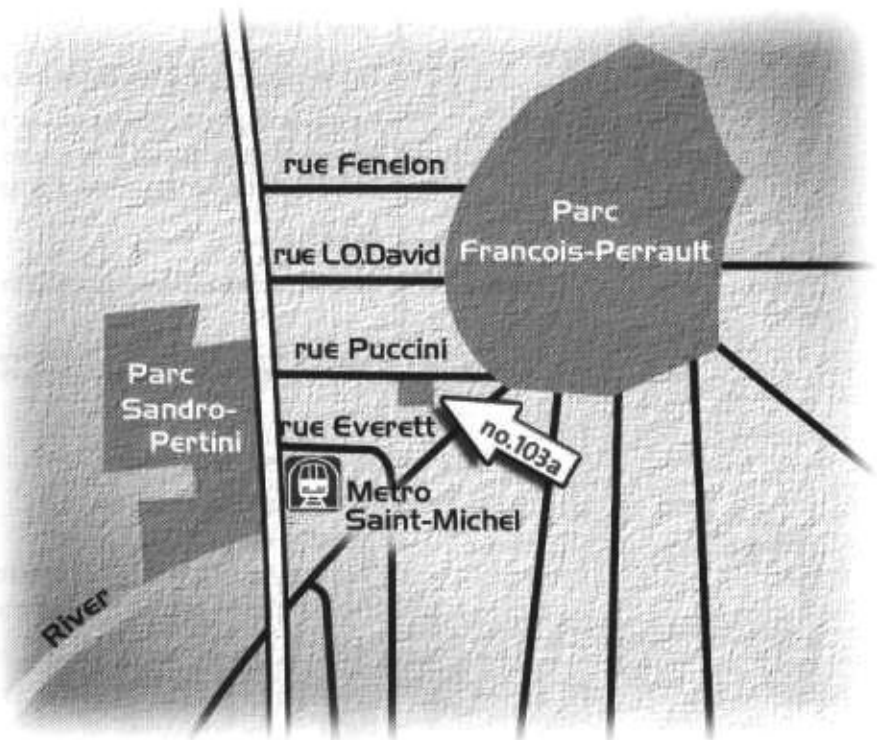 rue Fenelon
Parc
Francois-Perrault
rue L.O.David
rue Puccini
Parc
Sandro-
Pertini
rue Everett
no.103a
Metro
Saint-Michel
River